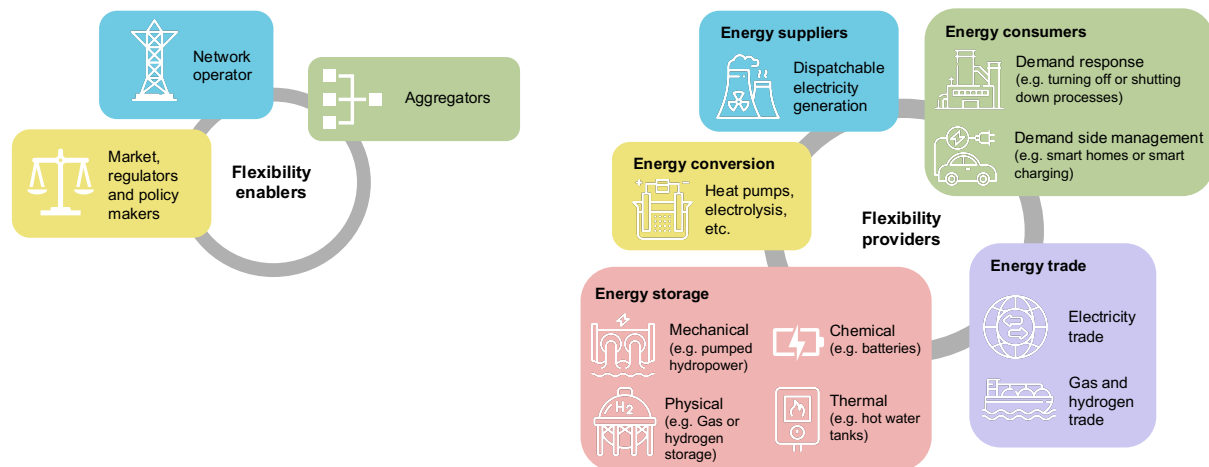 Network
operator
Aggregators
Market,
regulators
and policy
makers
Flexibility
enablers
Energy suppliers
Dispatchable
electricity
generation
Energy consumers
Demand response
(e.g. turning off or shutting
down processes)
Demand side management
(e.g. smart homes or smart
charging)
Energy conversion
Heat pumps,
electrolysis,
etc.
Flexibility
providers
Energy storage
Mechanical
(e.g. pumped
hydropower)
Chemical
(e.g. batteries)
H2
Physical
(e.g. Gas or
hydrogen
storage)
Thermal
(e.g. hot water
tanks)
Energy trade
Electricity
trade
Gas and
hydrogen
trade